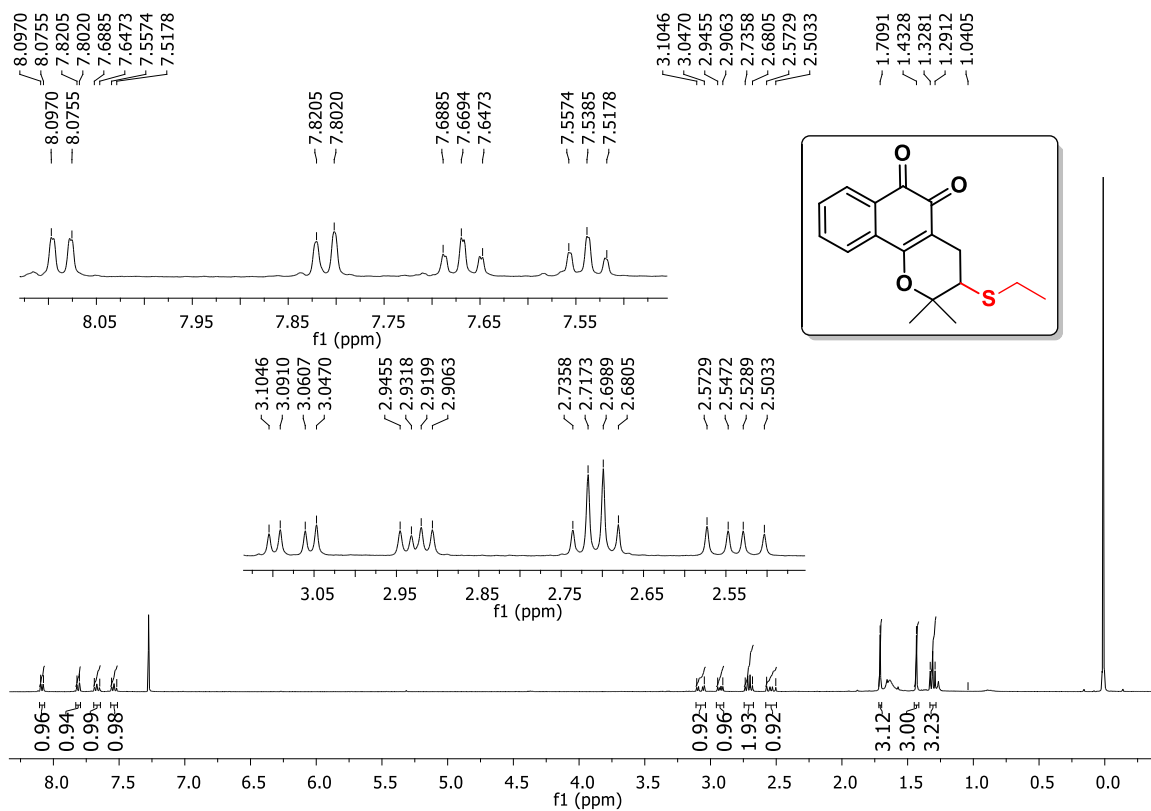 8.0970 8.0755 7.8205 7.8020 7.6885 7.6473 7.5574 7.5178 3.1046 3.0470 2.9455 2.9063 2.7358 2.6805 2.5729 2.5033 1.7091 1.4328 1.3281 1.2912 1.0405
8.0970 8.0755 7.8205 7.8020 7.6885 7.6694 7.6473 7.5574 7.5385 7.5178
O
O
O
S
8.05 7.95 7.85 7.75 7.65 7.55
f1 (ppm)
3.1046 3.0910 3.0607 3.0470 2.9455 2.9318 2.9199 2.9063 2.7358 2.7173 2.6989 2.6805 2.5729 2.5472 2.5289 2.5033
3.05 2.95 2.85 2.75 2.65 2.55
f1 (ppm)
0.96 0.94 0.99 0.98 0.92 0.96 1.93 0.92 3.12 3.00 3.23
8.0 7.5 7.0 6.5 6.0 5.5 5.0 4.5 4.0 3.5 3.0 2.5 2.0 1.5 1.0 0.5 0.0
f1 (ppm)